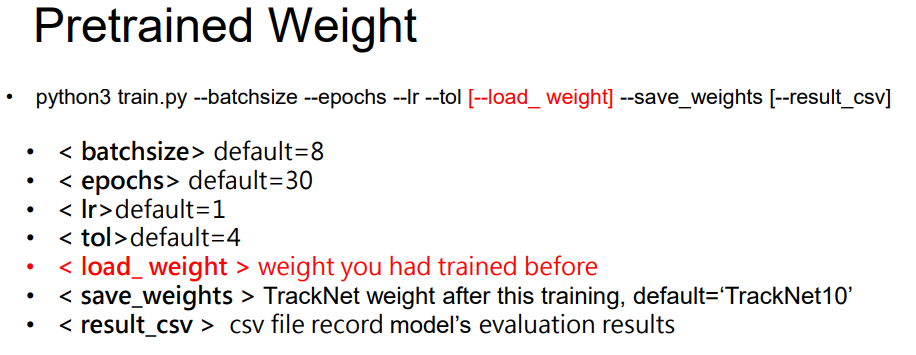 Pretrained Weight
• python3 train.py --batchsize --epochs --lr --tol [--load_ weight] --save_weights [--result_csv]
• < batchsize> default=8
• < epochs> default=30
• < lr>default=1
• < tol>default=4
• < load_ weight > weight you had trained before
• < save_weights > TrackNet weight after this training, default=‘TrackNet10’
• < result_csv > csv file record model’s evaluation results